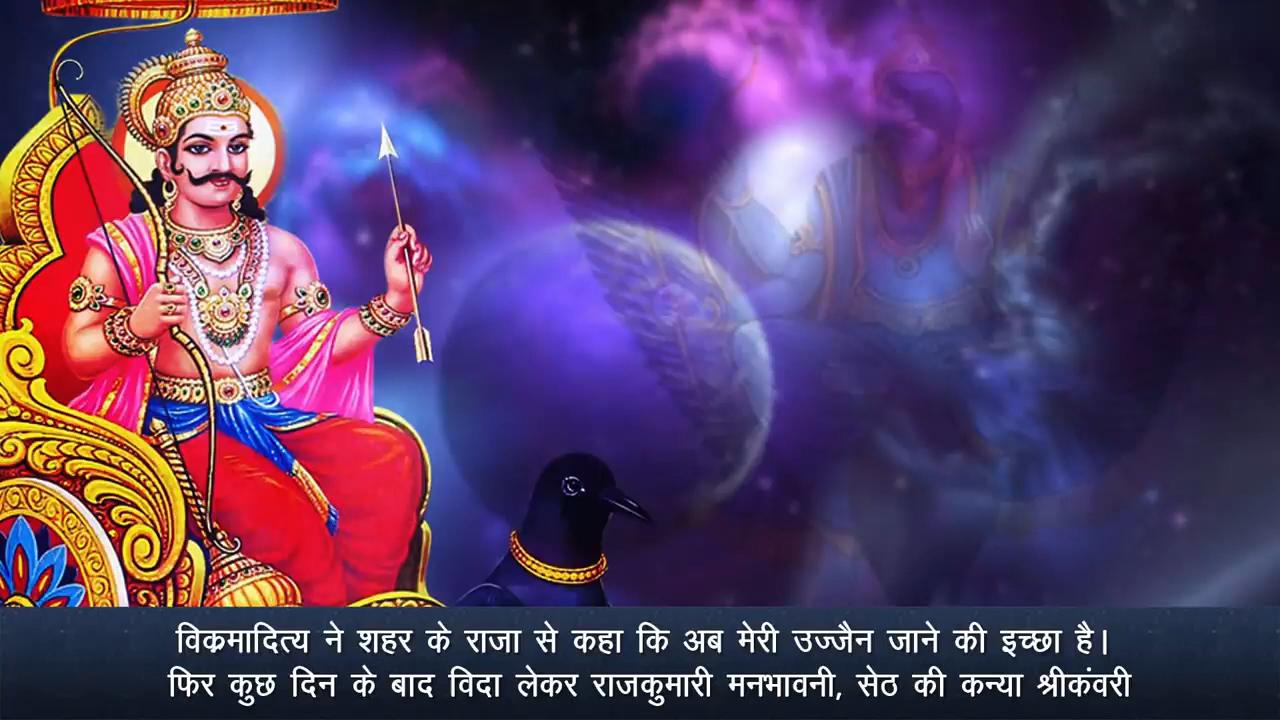 विक्रमादित्य ने शहर के राजा से कहा कि अब मेरी उज्जैन जाने की इच्छा है।
फिर कुछ दिन के बाद विदा लेकर राजकुमारी मनभावनी, सेठ की कन्या श्रीकंवरी